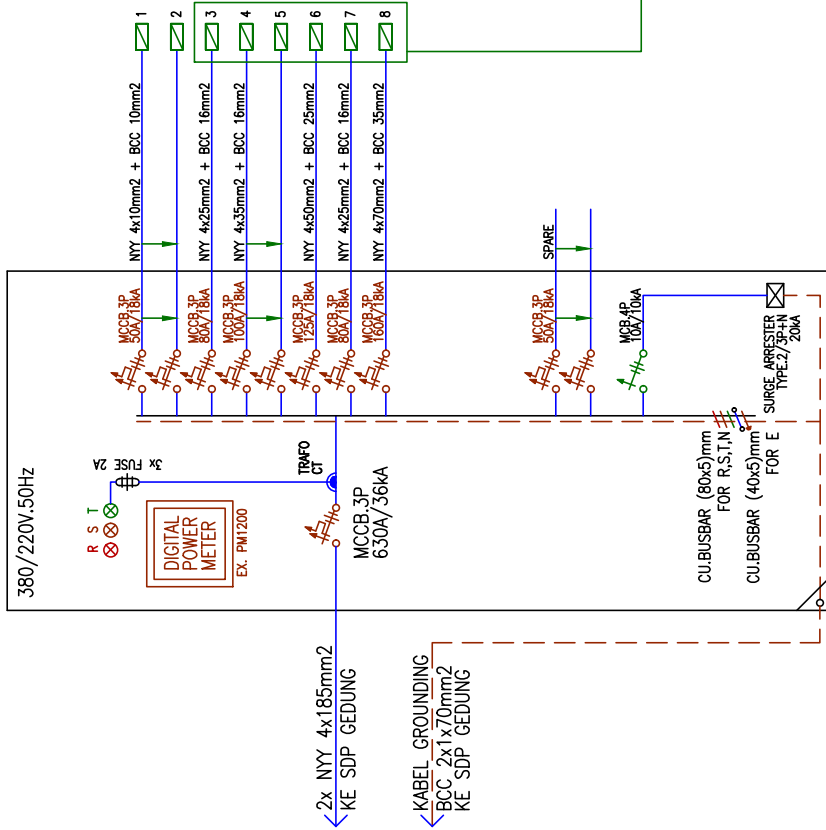 380/220V.50Hz
R S T
3x FUSE 2A
DIGITAL
POWER
METER
EX. PM1200
TRAFO
CT
MCCB.3P
630A/36kA
2x NYY 4x185mm2
KE SDP GEDUNG
KABEL GROUNDING
BCC 2x1x70mm2
KE SDP GEDUNG
MCCB.3P
50A/18kA
NYY 4x10mm2 + BCC 10mm2
1
2
MCCB.3P
80A/18kA
NYY 4x25mm2 + BCC 16mm2
3
MCCB.3P
100A/18kA
NYY 4x35mm2 + BCC 16mm2
4
5
MCCB.3P
125A/18kA
NYY 4x50mm2 + BCC 25mm2
6
MCCB.3P
80A/18kA
NYY 4x25mm2 + BCC 16mm2
7
MCCB.3P
160A/18kA
NYY 4x70mm2 + BCC 35mm2
8
MCCB.3P
50A/18kA
SPARE
MCB.4P
10A/10kA
SURGE ARRESTER
TYPE.2/3P+N
20kA
CU.BUSBAR (80x5)mm
FOR R,S,T,N
CU.BUSBAR (40x5)mm
FOR E